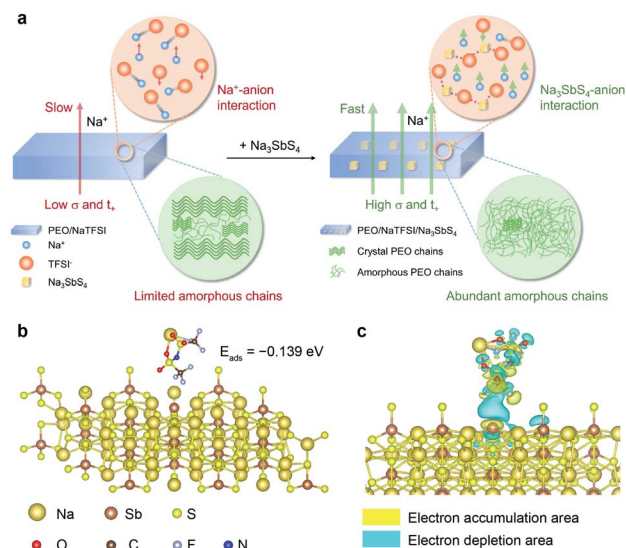 a
Na⁺-anion
interaction
Slow
Na⁺
Low σ and t₊
PEO/NaTFSI
Na⁺
TFSI⁻
Na₃SbS₄
Limited amorphous chains
+ Na₃SbS₄
Na₃SbS₄-anion
interaction
Fast
Na⁺
High σ and t₊
PEO/NaTFSI/Na₃SbS₄
Crystal PEO chains
Amorphous PEO chains
Abundant amorphous chains
b
Eads = −0.139 eV
Na
Sb
S
O
C
F
N
c
Electron accumulation area
Electron depletion area